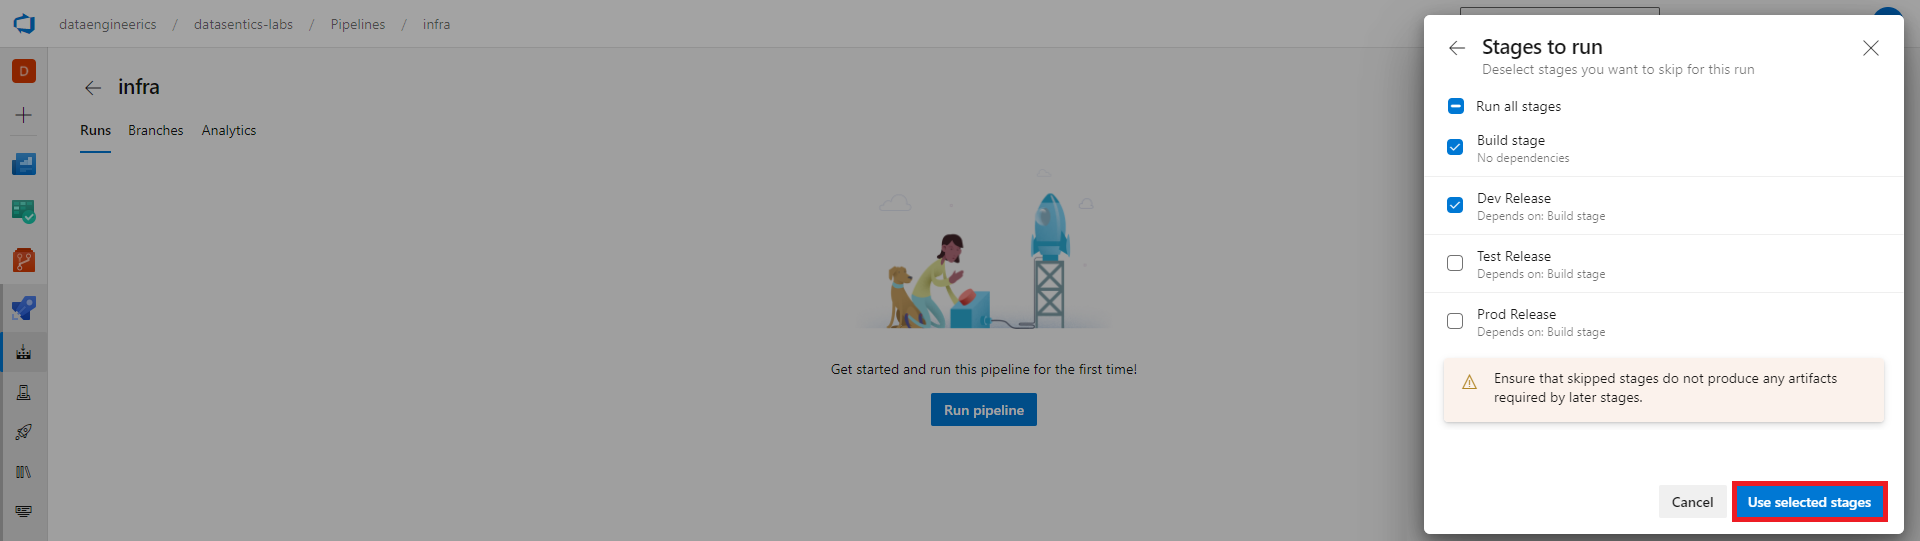 dataengineerics / datasentics-labs / Pipelines / infra
D
infra
Runs Branches Analytics
Get started and run this pipeline for the first time!
Run pipeline
Stages to run
Deselect stages you want to skip for this run
Run all stages
Build stage
No dependencies
Dev Release
Depends on: Build stage
Test Release
Depends on: Build stage
Prod Release
Depends on: Build stage
Ensure that skipped stages do not produce any artifacts
required by later stages.
Cancel Use selected stages